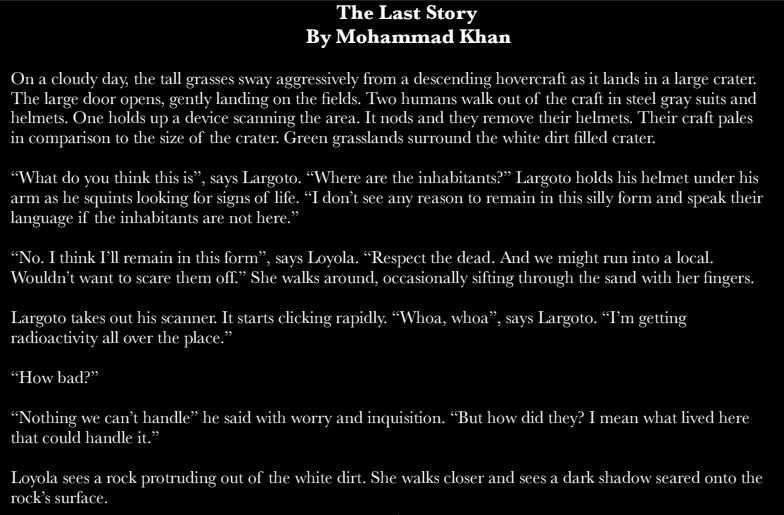 The Last Story
By Mohammad Khan
On a cloudy day, the tall grasses sway aggressively from a descending hovercraft as it lands in a large crater.
The large door opens, gently landing on the fields. Two humans walk out of the craft in steel gray suits and
helmets. One holds up a device scanning the area. It nods and they remove their helmets. Their craft pales
in comparison to the size of the crater. Green grasslands surround the white dirt filled crater.
“What do you think this is”, says Largoto. “Where are the inhabitants?” Largoto holds his helmet under his
arm as he squints looking for signs of life. “I don’t see any reason to remain in this silly form and speak their
language if the inhabitants are not here.”
“No. I think I’ll remain in this form”, says Loyola. “Respect the dead. And we might run into a local.
Wouldn’t want to scare them off.” She walks around, occasionally sifting through the sand with her fingers.
Largoto takes out his scanner. It starts clicking rapidly. “Whoa, whoa”, says Largoto. “I’m getting
radioactivity all over the place.”
“How bad?”
“Nothing we can’t handle” he said with worry and inquisition. “But how did they? I mean what lived here
that could handle it.”
Loyola sees a rock protruding out of the white dirt. She walks closer and sees a dark shadow seared onto the
rock’s surface.